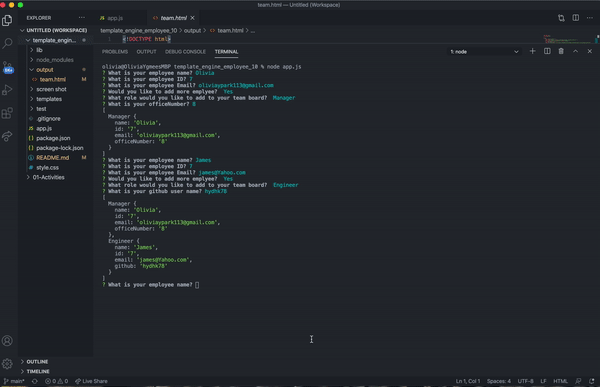 team.html — Untitled (Workspace)
EXPLORER
UNTITLED (WORKSPACE)
template_engine_employee_10
lib
node_modules
output
team.html M
screen shot
templates
test
.gitignore
app.js
package.json
package-lock.json
README.md M
style.css
01-Activities
OUTLINE
TIMELINE
app.js
team.html
template_engine_employee_10 > output > team.html > ...
1 <!DOCTYPE html>
PROBLEMS OUTPUT DEBUG CONSOLE TERMINAL
1: node
olivia@OliviaYgmeesMBP template_engine_employee_10 % node app.js
? What is your employee name? Olivia
? What is your employee ID? 7
? What is your employee Email? oliviaypark113@gmail.com
? Would you like to add more emplyee? Yes
? What role would you like to add to your team board? Manager
? What is your officeNumber? 8
[
Manager {
name: 'Olivia',
id: '7',
email: 'oliviaypark113@gmail.com',
officeNumber: '8'
}
]
? What is your employee name? James
? What is your employee ID? 7
? What is your employee Email? james@Yahoo.com
? Would you like to add more emplyee? Yes
? What role would you like to add to your team board? Engineer
? What is your github user name? hydhk78
[
Manager {
name: 'Olivia',
id: '7',
email: 'oliviaypark113@gmail.com',
officeNumber: '8'
},
Engineer {
name: 'James',
id: '7',
email: 'james@Yahoo.com',
github: 'hydhk78'
}
]
? What is your employee name?
main* 0 0 Live Share
Ln 1, Col 1 Spaces: 4 UTF-8 LF HTML